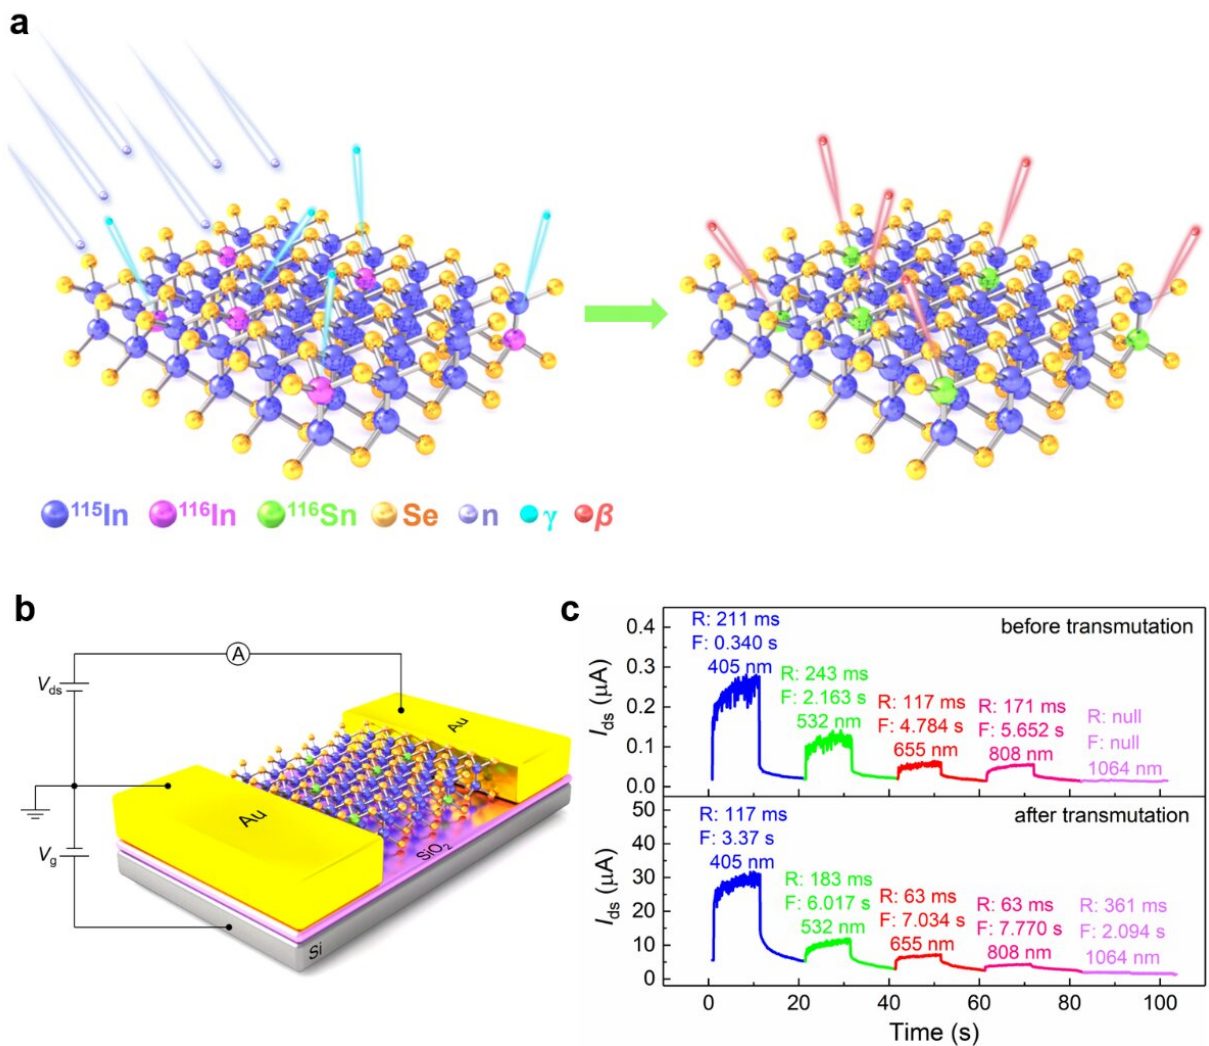 a
¹¹⁵In ¹¹⁶In ¹¹⁶Sn Se n γ β
b
A
V_ds
Au
Au
V_g
SiO₂
Si
c
before transmutation
R: 211 ms
F: 0.340 s
405 nm
R: 243 ms
F: 2.163 s
532 nm
R: 117 ms
F: 4.784 s
655 nm
R: 171 ms
F: 5.652 s
808 nm
R: null
F: null
1064 nm
I_ds (μA)
0.4
0.3
0.2
0.1
0.0
after transmutation
R: 117 ms
F: 3.37 s
405 nm
R: 183 ms
F: 6.017 s
532 nm
R: 63 ms
F: 7.034 s
655 nm
R: 63 ms
F: 7.770 s
808 nm
R: 361 ms
F: 2.094 s
1064 nm
I_ds (μA)
50
40
30
20
10
0
0 20 40 60 80 100
Time (s)